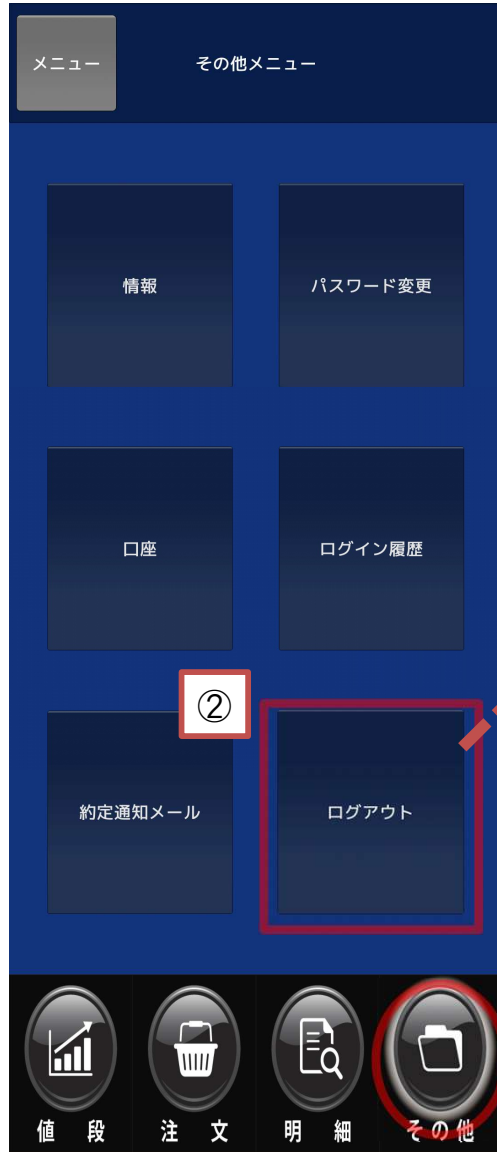 メニュー
その他メニュー
情報
パスワード変更
口座
ログイン履歴
②
約定通知メール
ログアウト
値 段
注 文
明 細
その他